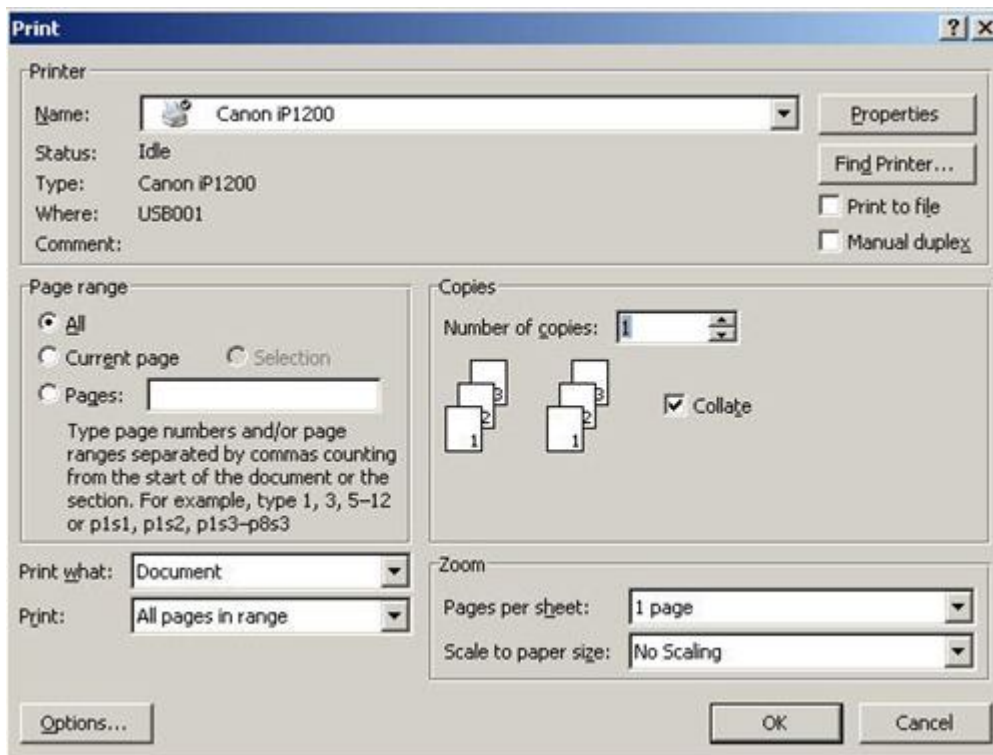 Print
Printer
Name: Canon iP1200 Properties
Status: Idle Find Printer...
Type: Canon iP1200
Where: USB001 Print to file
Comment: Manual duplex
Page range
All
Current page Selection
Pages:
Type page numbers and/or page
ranges separated by commas counting
from the start of the document or the
section. For example, type 1, 3, 5–12
or p1s1, p1s2, p1s3–p8s3
Copies
Number of copies: 1
3 3
2 2
1 1
Collate
Print what: Document
Print: All pages in range
Zoom
Pages per sheet: 1 page
Scale to paper size: No Scaling
Options... OK Cancel